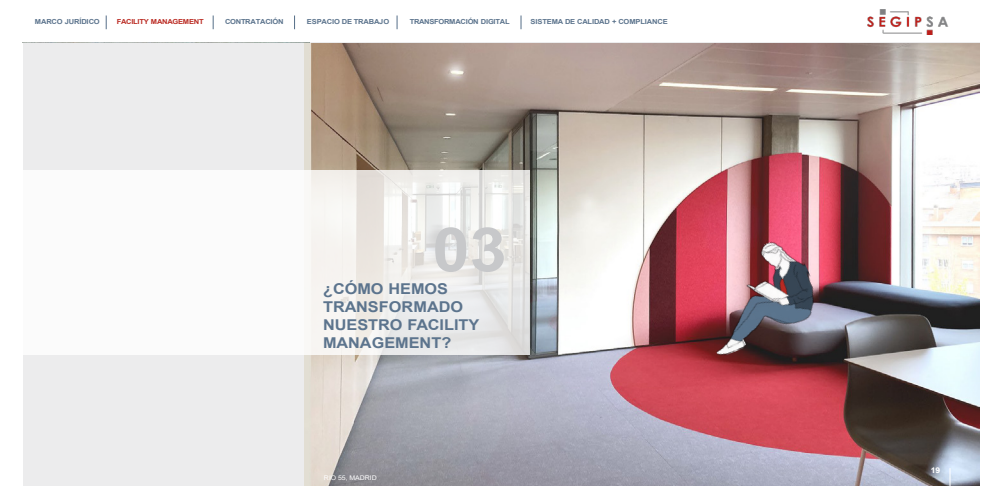 MARCO JURÍDICO FACILITY MANAGEMENT CONTRATACIÓN ESPACIO DE TRABAJO TRANSFORMACIÓN DIGITAL SISTEMA DE CALIDAD + COMPLIANCE
SEGIPSA
03
¿CÓMO HEMOS
TRANSFORMADO
NUESTRO FACILITY
MANAGEMENT?
55, MADRID
19